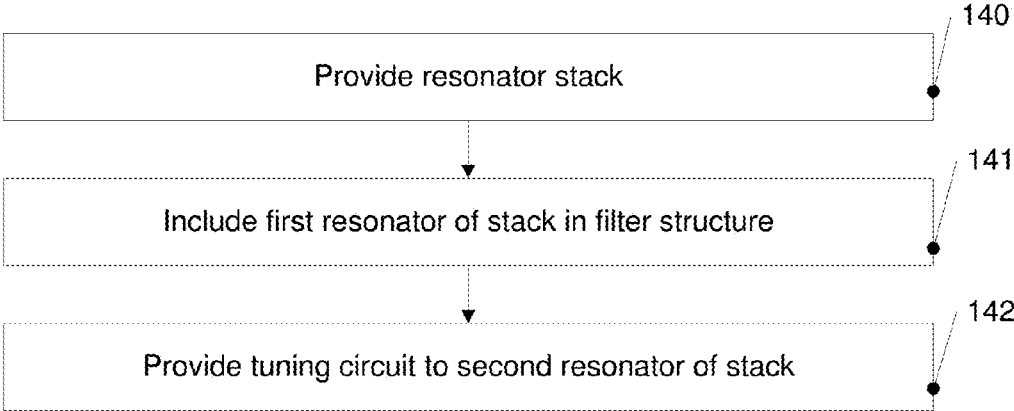 140
Provide resonator stack
141
Include first resonator of stack in filter structure
142
Provide tuning circuit to second resonator of stack